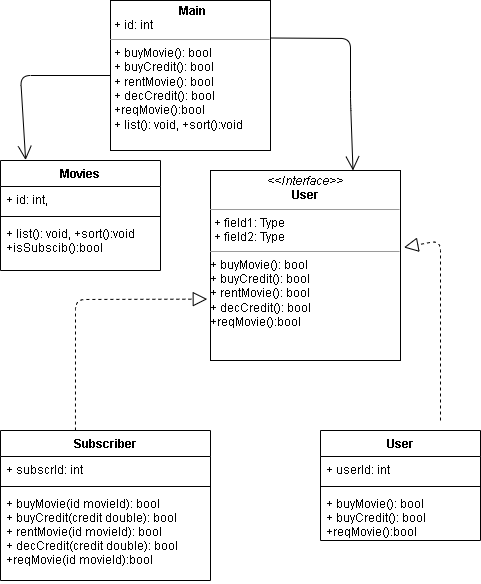 Main
+ id: int
+ buyMovie(): bool
+ buyCredit(): bool
+ rentMovie(): bool
+ decCredit(): bool
+reqMovie():bool
+ list(): void, +sort():void
Movies
+ id: int,
+ list(): void, +sort():void
+isSubscib():bool
<<Interface>>
User
+ field1: Type
+ field2: Type
+ buyMovie(): bool
+ buyCredit(): bool
+ rentMovie(): bool
+ decCredit(): bool
+reqMovie():bool
Subscriber
+ subscrId: int
+ buyMovie(id movieId): bool
+ buyCredit(credit double): bool
+ rentMovie(id movieId): bool
+ decCredit(credit double): bool
+reqMovie(id movieId):bool
User
+ userId: int
+ buyMovie(): bool
+ buyCredit(): bool
+reqMovie():bool